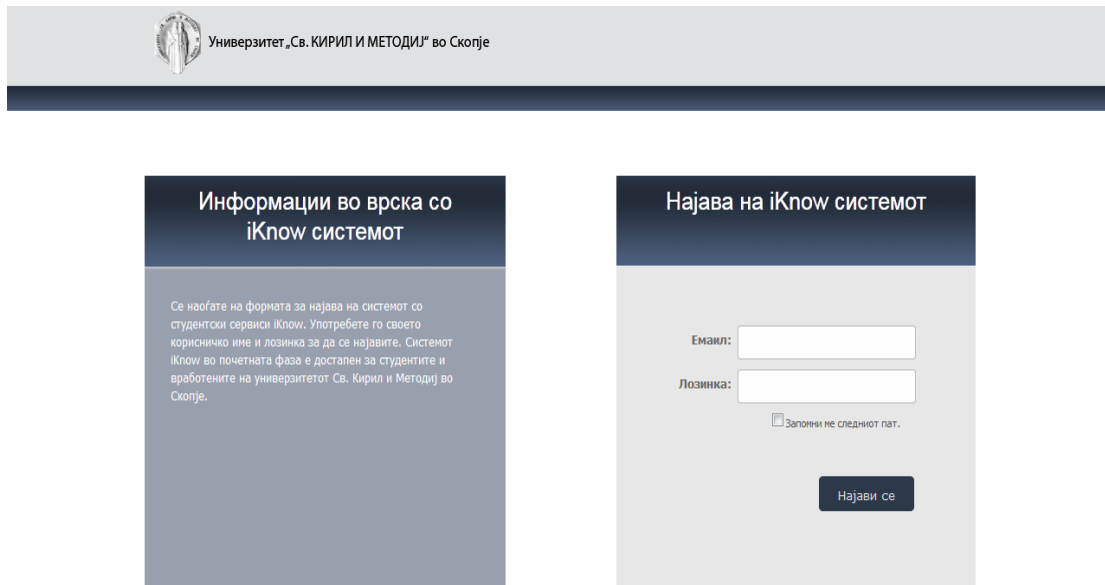 Универзитет „Св. КИРИЛ И МЕТОДИЈ“ во Скопје
Информации во врска со
iKnow системот
Се наоѓате на формата за најава на системот со
студентски сервиси iKnow. Употребете го своето
корисничко име и лозинка за да се најавите. Системот
iKnow во почетната фаза е достапен за студентите и
вработените на универзитетот Св. Кирил и Методиј во
Скопје.
Најава на iKnow системот
Емаил:
Лозинка:
Запомни ме следниот пат.
Најави се